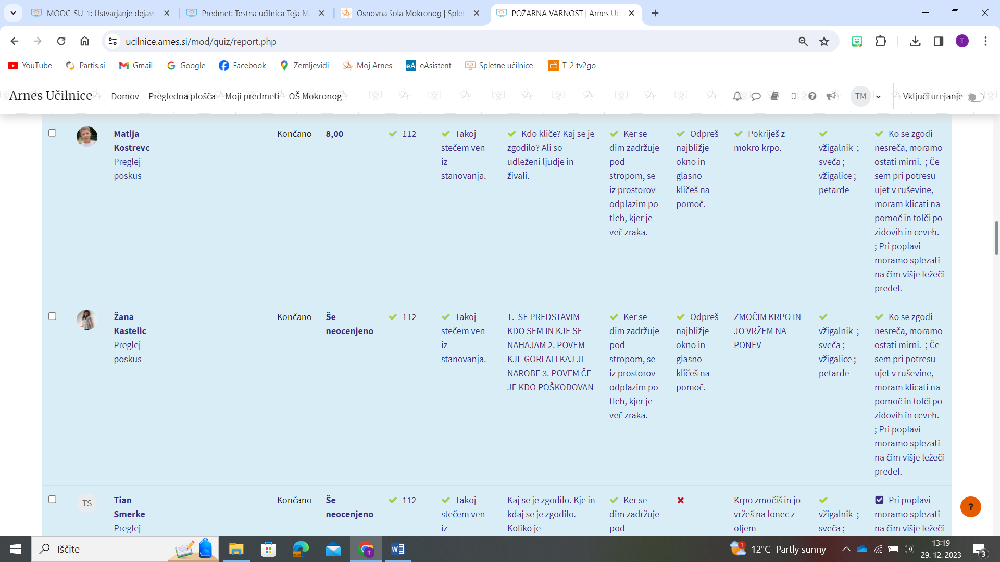 MOOC-SU_1: Ustvarjanje dejavn
Predmet: Testna učilnica Teja M
Osnovna šola Mokronog | Splet
POŽARNA VARNOST | Arnes Uč
ucilnice.arnes.si/mod/quiz/report.php
T
YouTube
Partis.si
Gmail
Google
Facebook
Zemljevidi
Moj Arnes
eA eAsistent
Spletne učilnice
T-2 tv2go
Arnes Učilnice
Domov
Pregledna plošča
Moji predmeti
OŠ Mokronog
TM
Vključi urejanje
Matija
Kostrevc
Preglej
poskus
Končano
8,00
112
Takoj
stečem ven
iz
stanovanja.
Kdo kliče? Kaj se je
zgodilo? Ali so
udleženi ljudje in
živali.
Ker se
dim zadržuje
pod
stropom, se
iz prostorov
odplazim po
tleh, kjer je
več zraka.
Odpreš
najbližje
okno in
glasno
kličeš na
pomoč.
Pokriješ z
mokro krpo.
vžigalnik ;
sveča ;
vžigalice ;
petarde
Ko se zgodi
nesreča, moramo
ostati mirni. ; Če
sem pri potresu
ujet v ruševine,
moram klicati na
pomoč in tolči po
zidovih in ceveh.
; Pri poplavi
moramo splezati
na čim višje ležeči
predel.
Žana
Kastelic
Preglej
poskus
Končano
Še
neocenjeno
112
Takoj
stečem ven
iz
stanovanja.
1. SE PREDSTAVIM
KDO SEM IN KJE SE
NAHAJAM 2. POVEM
KJE GORI ALI KAJ JE
NAROBE 3. POVEM ČE
JE KDO POŠKODOVAN
Ker se
dim zadržuje
pod
stropom, se
iz prostorov
odplazim po
tleh, kjer je
več zraka.
Odpreš
najbližje
okno in
glasno
kličeš na
pomoč.
ZMOČIM KRPO IN
JO VRŽEM NA
PONEV
vžigalnik ;
sveča ;
vžigalice ;
petarde
Ko se zgodi
nesreča, moramo
ostati mirni. ; Če
sem pri potresu
ujet v ruševine,
moram klicati na
pomoč in tolči po
zidovih in ceveh.
; Pri poplavi
moramo splezati
na čim višje ležeči
predel.
TS
Tian
Smerke
Preglej
Končano
Še
neocenjeno
112
Takoj
stečem ven
iz
Kaj se je zgodilo. Kje in
kdaj se je zgodilo.
Koliko je
Ker se
dim zadržuje
pod
-
Krpo zmočiš in jo
vržeš na lonec z
oljem
vžigalnik ;
sveča ;
Pri poplavi
moramo splezati
na čim višje ležeči
?
Iščite
T
1
12°C Partly sunny
13:19
29. 12. 2023
3